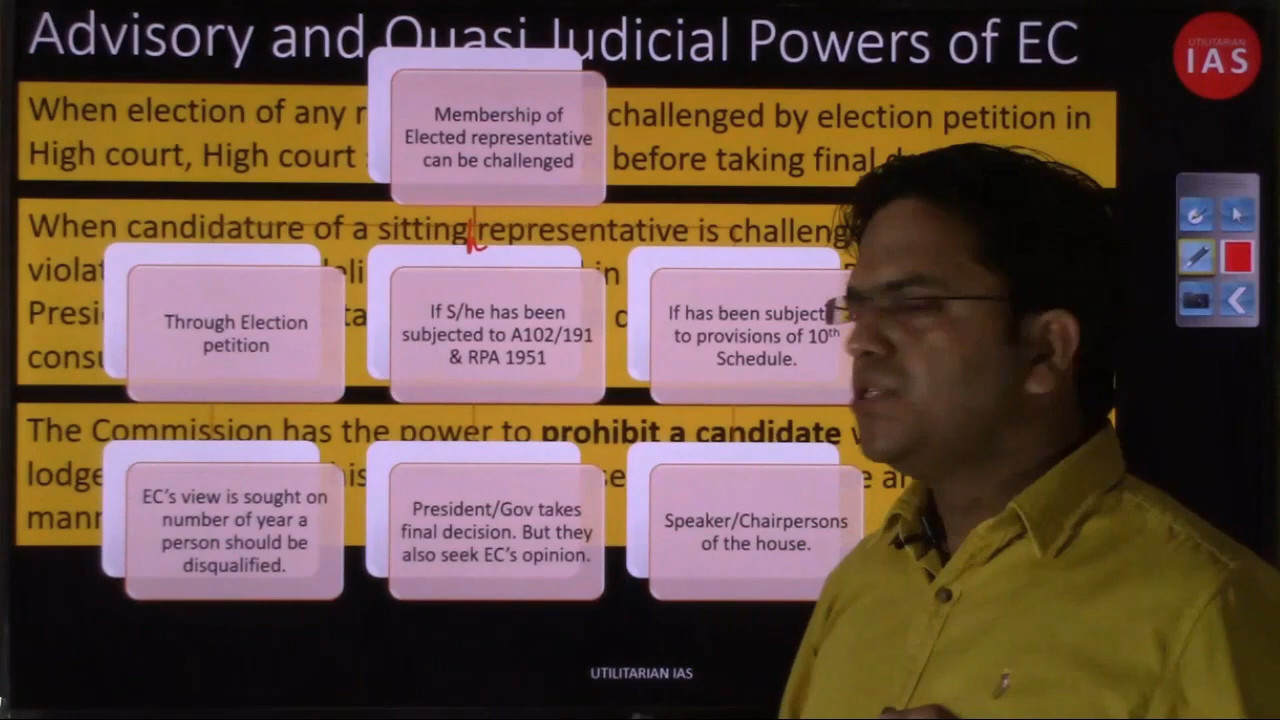 Advisory and Quasi Judicial Powers of EC
UTILITARIAN
IAS
When election of any r
challenged by election petition in
High court, High court
before taking final
Membership of
Elected representative
can be challenged
When candidature of a sitting representative is
violat
in
Presi
consu
Through Election
petition
If S/he has been
subjected to A102/191
& RPA 1951
If has been subject
to provisions of 10th
Schedule.
The Commission has the power to prohibit a candidate
lodge
his
mann
EC's view is sought on
number of year a
person should be
disqualified.
President/Gov takes
final decision. But they
also seek EC's opinion.
Speaker/Chairpersons
of the house.
UTILITARIAN IAS